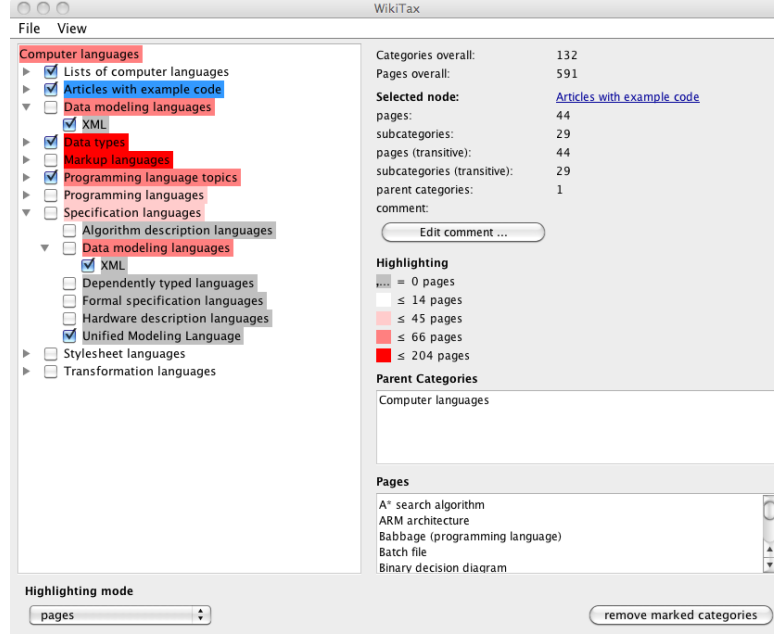 WikiTax
File View
Computer languages
Lists of computer languages
Articles with example code
Data modeling languages
XML
Data types
Markup languages
Programming language topics
Programming languages
Specification languages
Algorithm description languages
Data modeling languages
XML
Dependently typed languages
Formal specification languages
Hardware description languages
Unified Modeling Language
Stylesheet languages
Transformation languages
Categories overall: 132
Pages overall: 591
Selected node: Articles with example code
pages: 44
subcategories: 29
pages (transitive): 44
subcategories (transitive): 29
parent categories: 1
comment:
Edit comment ...
Highlighting
,... = 0 pages
≤ 14 pages
≤ 45 pages
≤ 66 pages
≤ 204 pages
Parent Categories
Computer languages
Pages
A* search algorithm
ARM architecture
Babbage (programming language)
Batch file
Binary decision diagram
Highlighting mode
pages
remove marked categories